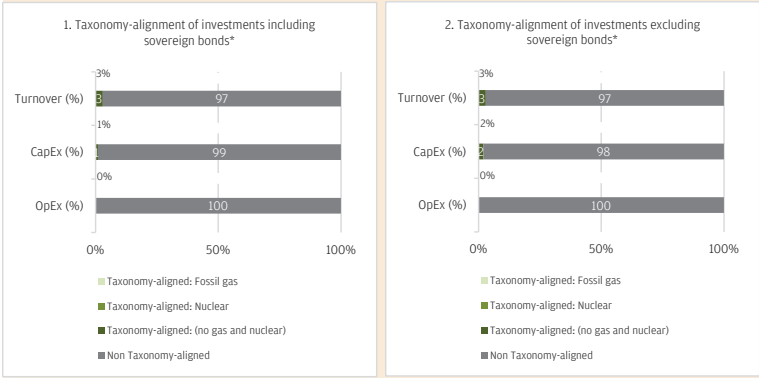 1. Taxonomy-alignment of investments including
sovereign bonds*
3%
Turnover (%)
3
97
1%
CapEx (%)
1
99
0%
OpEx (%)
100
0%
50%
100%
Taxonomy-aligned: Fossil gas
Taxonomy-aligned: Nuclear
Taxonomy-aligned: (no gas and nuclear)
Non Taxonomy-aligned
2. Taxonomy-alignment of investments excluding
sovereign bonds*
3%
Turnover (%)
3
97
2%
CapEx (%)
2
98
0%
OpEx (%)
100
0%
50%
100%
Taxonomy-aligned: Fossil gas
Taxonomy-aligned: Nuclear
Taxonomy-aligned: (no gas and nuclear)
Non Taxonomy-aligned